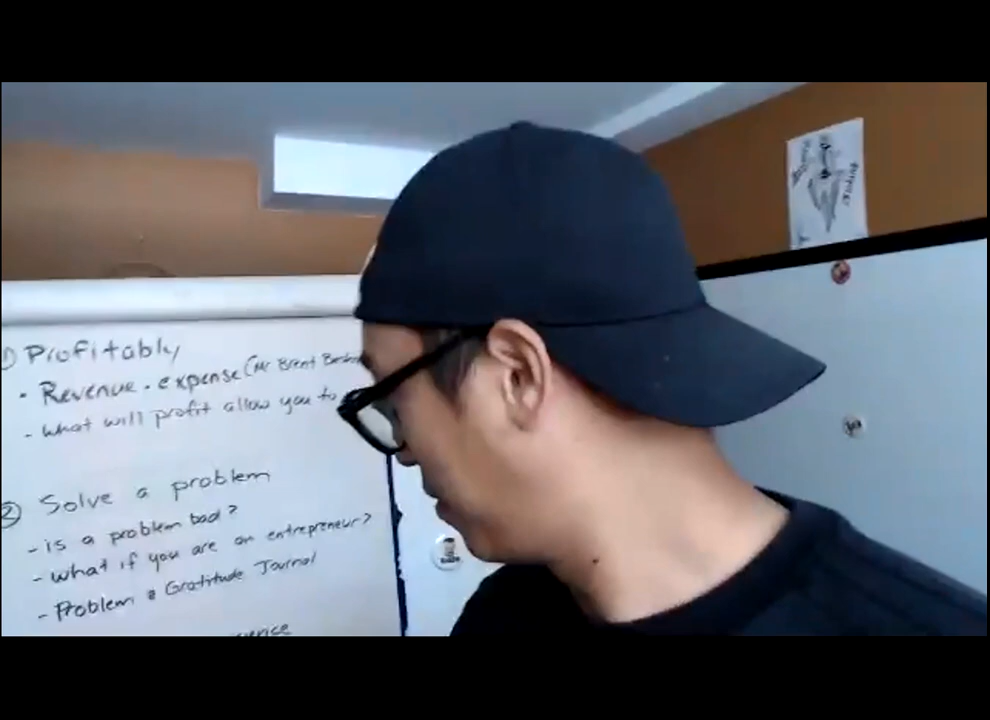 ① Profitably
· Revenue - expense (Mr Brent
- what will profit allow you to
② Solve a problem
- is a problem bad?
- what if you are an entrepreneur?
- Problem & Gratitude Journal